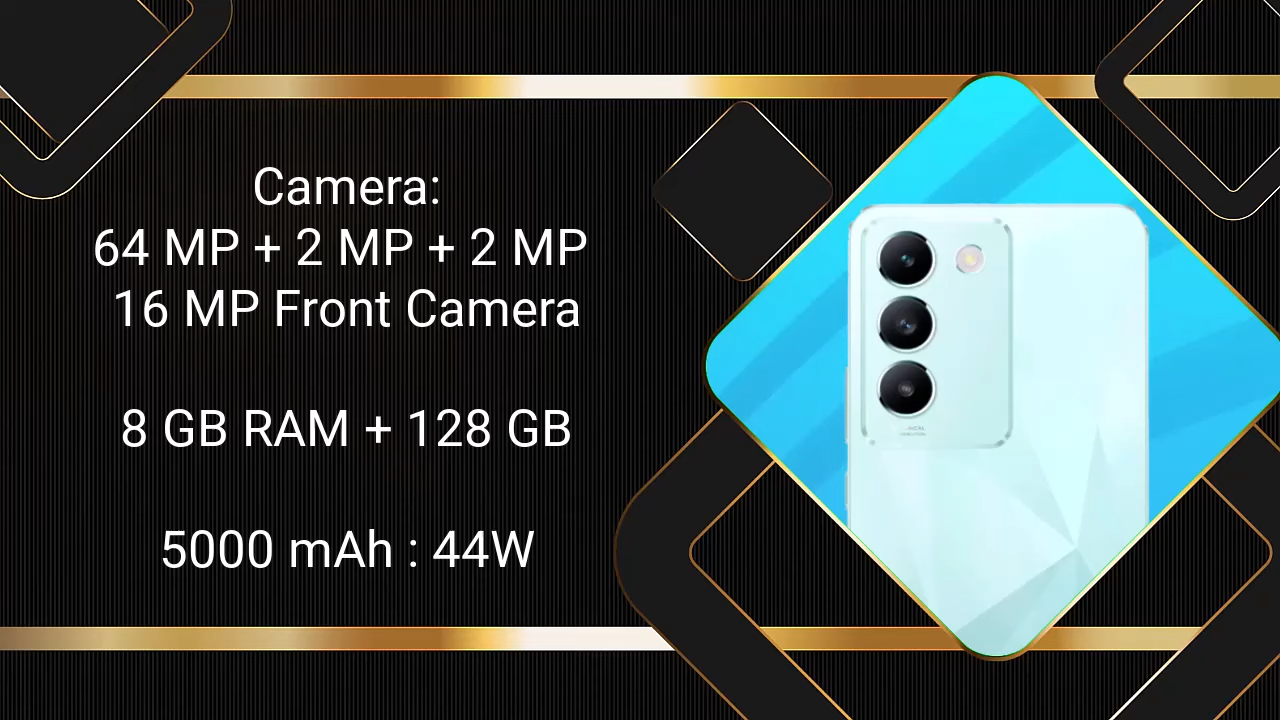 Camera:
64 MP + 2 MP + 2 MP
16 MP Front Camera
8 GB RAM + 128 GB
5000 mAh : 44W